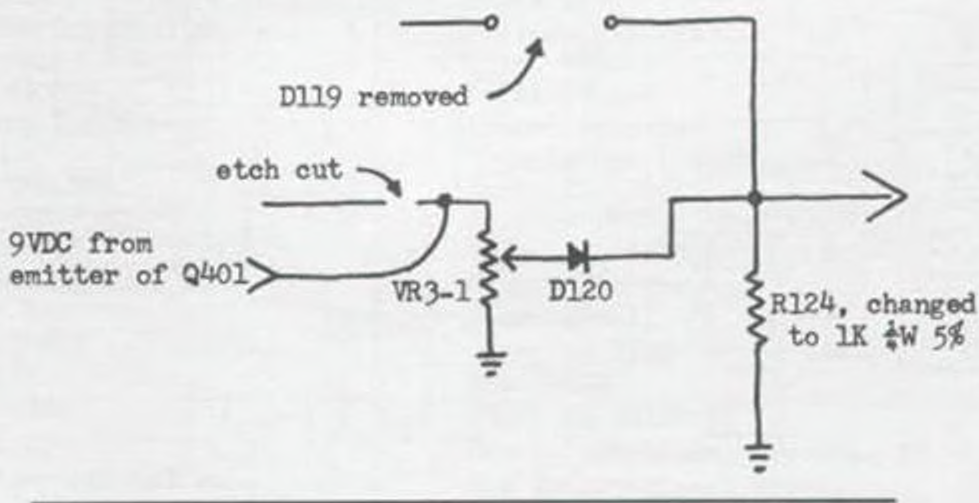 D119 removed
etch cut
9VDC from
emitter of Q401
VR3-1
D120
R124, changed
to 1K ¼W 5%